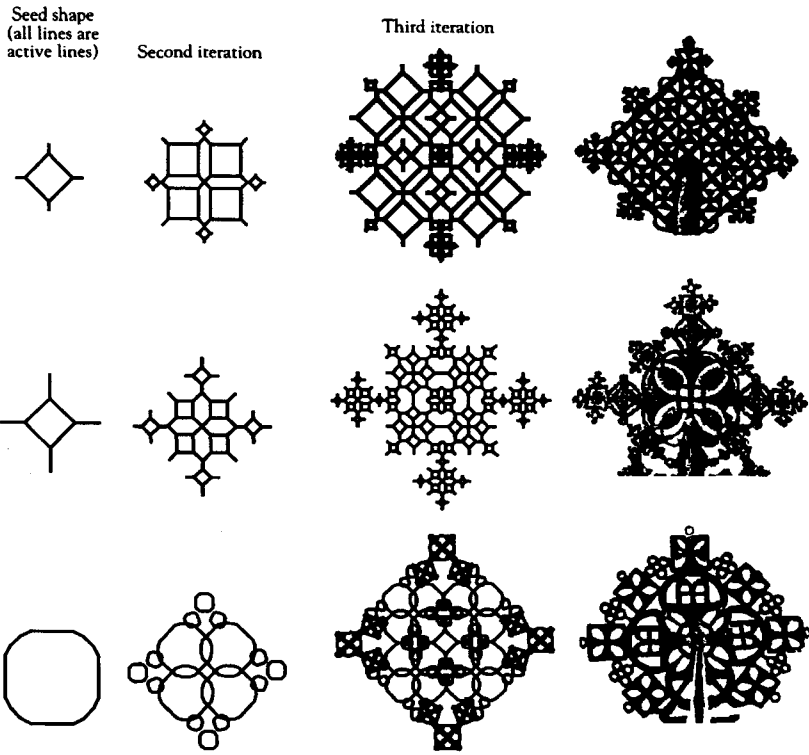 Seed shape
(all lines are
active lines)
Second iteration
Third iteration